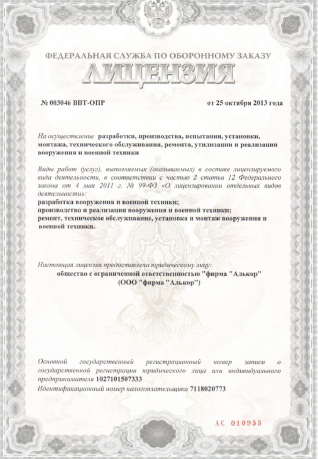 ФЕДЕРАЛЬНАЯ СЛУЖБА ПО ОБОРОННОМУ ЗАКАЗУ
ЛИЦЕНЗИЯ
№ 003046 ВВТ-ОПР от 25 октября 2013 года
На осуществление разработки, производства, испытания, установки,
монтажа, технического обслуживания, ремонта, утилизации и реализации
вооружения и военной техники
Виды работ (услуг), выполняемых (оказываемых) в составе лицензируемого
вида деятельности, в соответствии с частью 2 статьи 12 Федерального
закона от 4 мая 2011 г. № 99-ФЗ «О лицензировании отдельных видов
деятельности»:
разработка вооружения и военной техники;
производство и реализации вооружения и военной техники;
ремонт, техническое обслуживание, установка и монтаж вооружения и
военной техники.
Настоящая лицензия предоставлена юридическому лицу:
общество с ограниченной ответственностью "фирма "Алькор"
(ООО "фирма "Алькор")
Основной государственный регистрационный номер записи о
государственной регистрации юридического лица или индивидуального
предпринимателя 1027101507333
Идентификационный номер налогоплательщика 7118020773
АС 010955